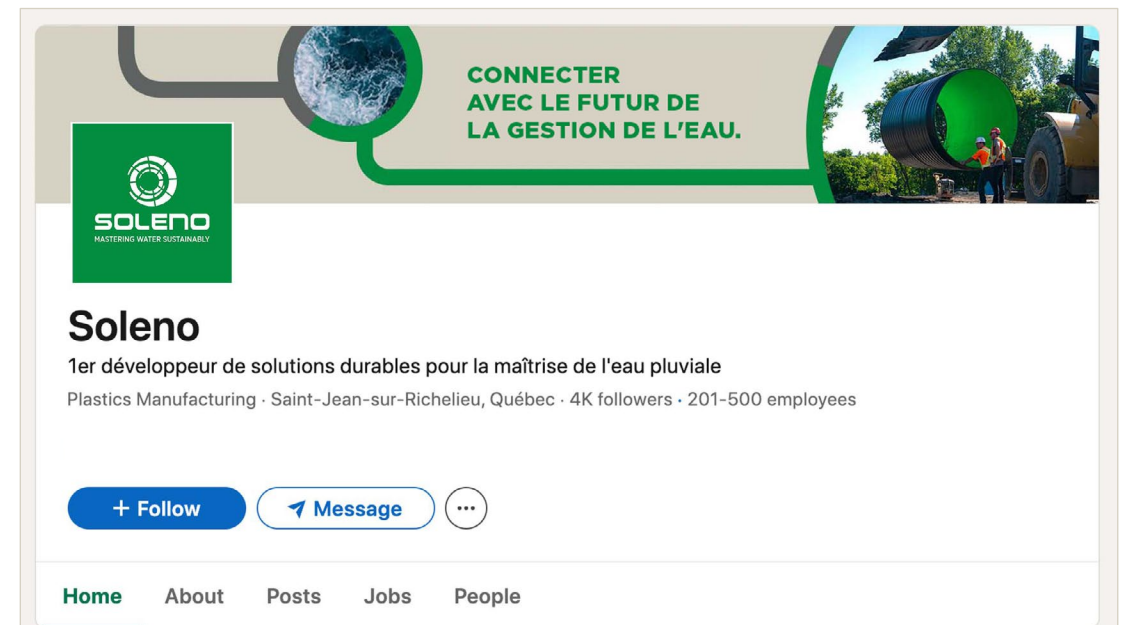 CONNECTER
AVEC LE FUTUR DE
LA GESTION DE L'EAU.
SOLENO
MASTERING WATER SUSTAINABLY
Soleno
1er développeur de solutions durables pour la maîtrise de l'eau pluviale
Plastics Manufacturing · Saint-Jean-sur-Richelieu, Québec · 4K followers · 201-500 employees
+ Follow Message ...
Home About Posts Jobs People